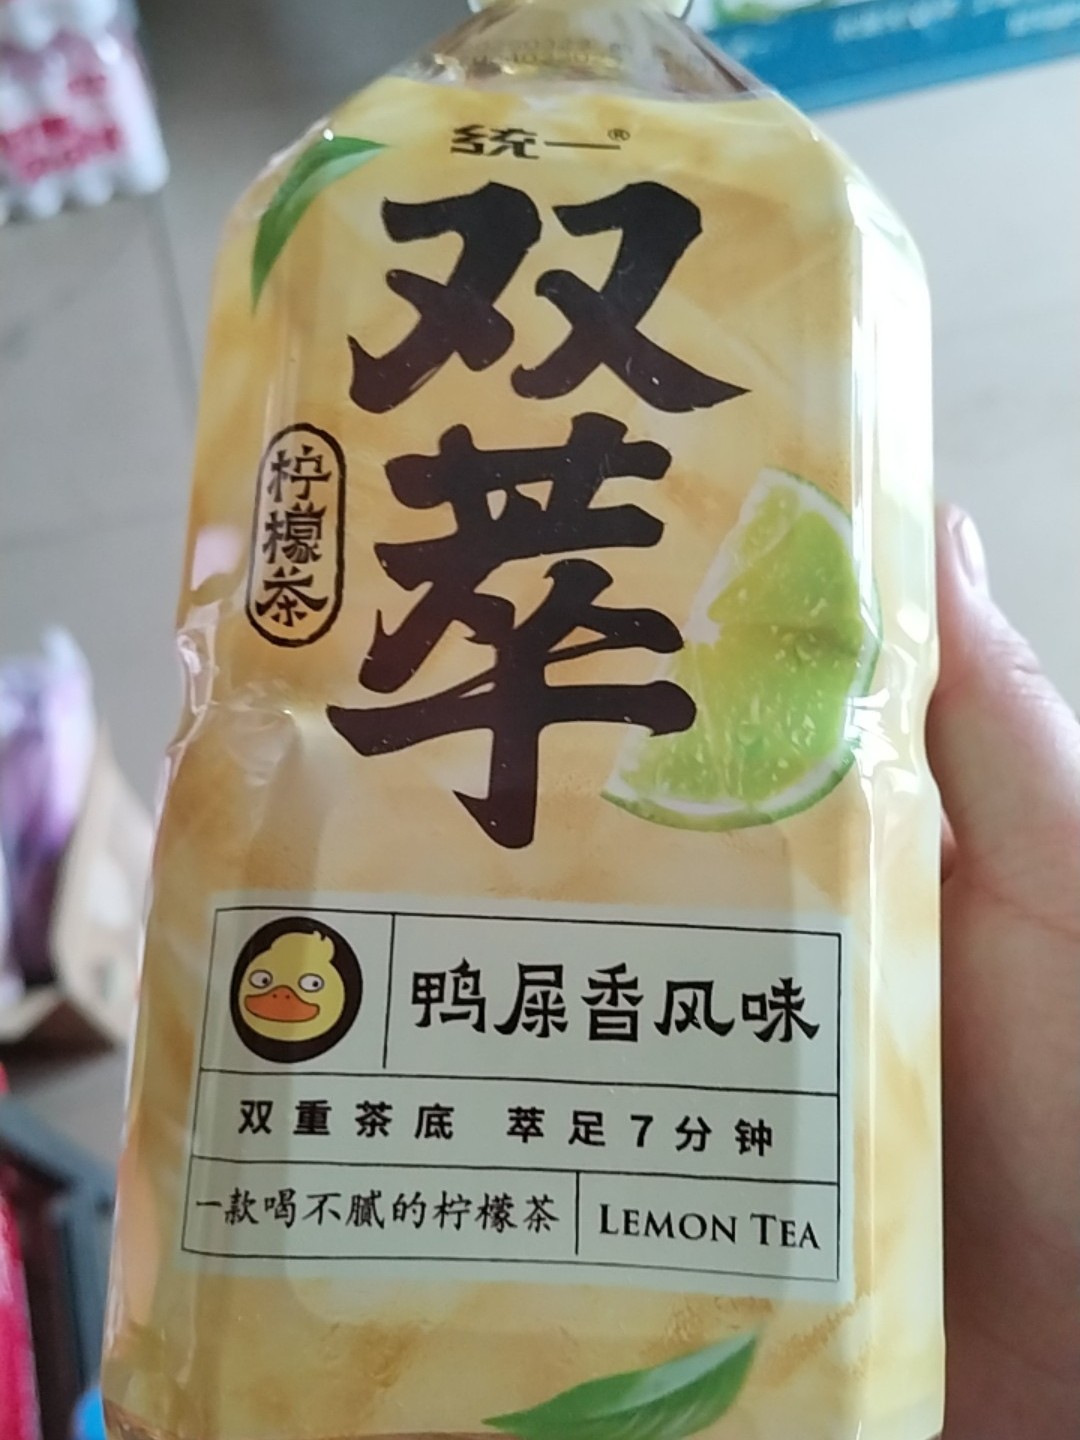 统一®
双萃
柠檬茶
鸭屎香风味
双重茶底 萃足7分钟
一款喝不腻的柠檬茶
LEMON TEA